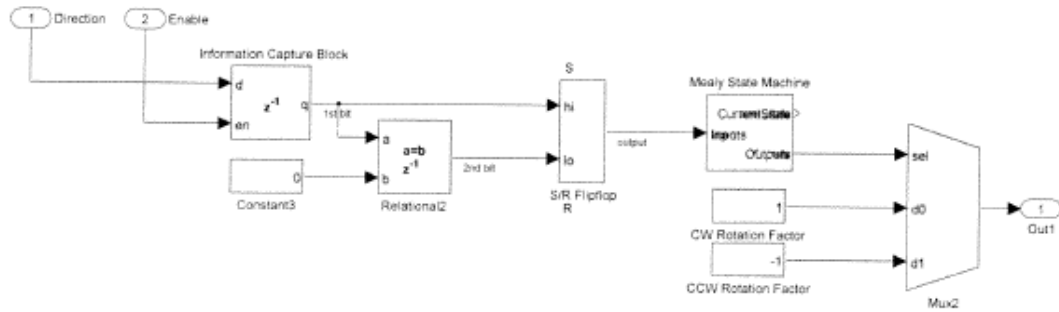 1 Direction
2 Enable
Information Capture Block
d
z-1
q
en
1st bit
0
Constant3
a
a=b
z-1
b
Relational2
2nd bit
S
hi
lo
S/R Flipflop
R
output
Mealy State Machine
Inputs
Outputs
sel
1
d0
CW Rotation Factor
-1
d1
CCW Rotation Factor
Mux2
1
Out1